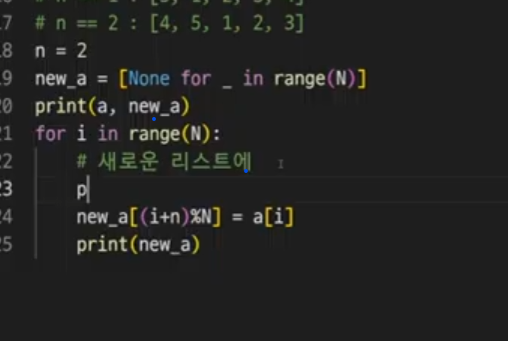 17 # n == 2 : [4, 5, 1, 2, 3]
18 n = 2
19 new_a = [None for _ in range(N)]
20 print(a, new_a)
21 for i in range(N):
22 # 새로운 리스트에
23 p
24 new_a[(i+n)%N] = a[i]
25 print(new_a)